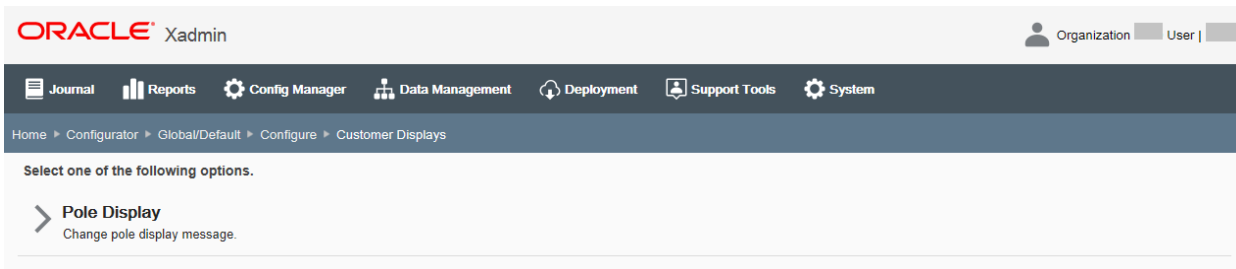 ORACLE® Xadmin
Organization User |
Journal Reports Config Manager Data Management Deployment Support Tools System
Home ▸ Configurator ▸ Global/Default ▸ Configure ▸ Customer Displays
Select one of the following options.
Pole Display
Change pole display message.